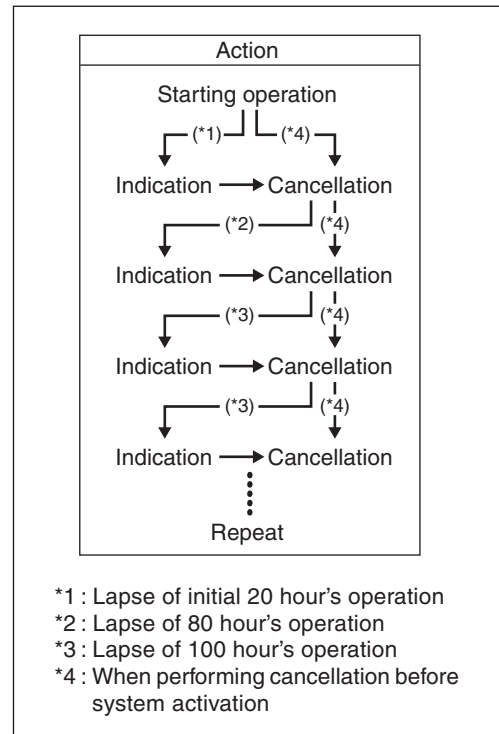 Action
Starting operation
(*1) (*4)
Indication Cancellation
(*2) (*4)
Indication Cancellation
(*3) (*4)
Indication Cancellation
(*3) (*4)
Indication Cancellation
Repeat
*1 : Lapse of initial 20 hour's operation
*2 : Lapse of 80 hour's operation
*3 : Lapse of 100 hour's operation
*4 : When performing cancellation before
system activation